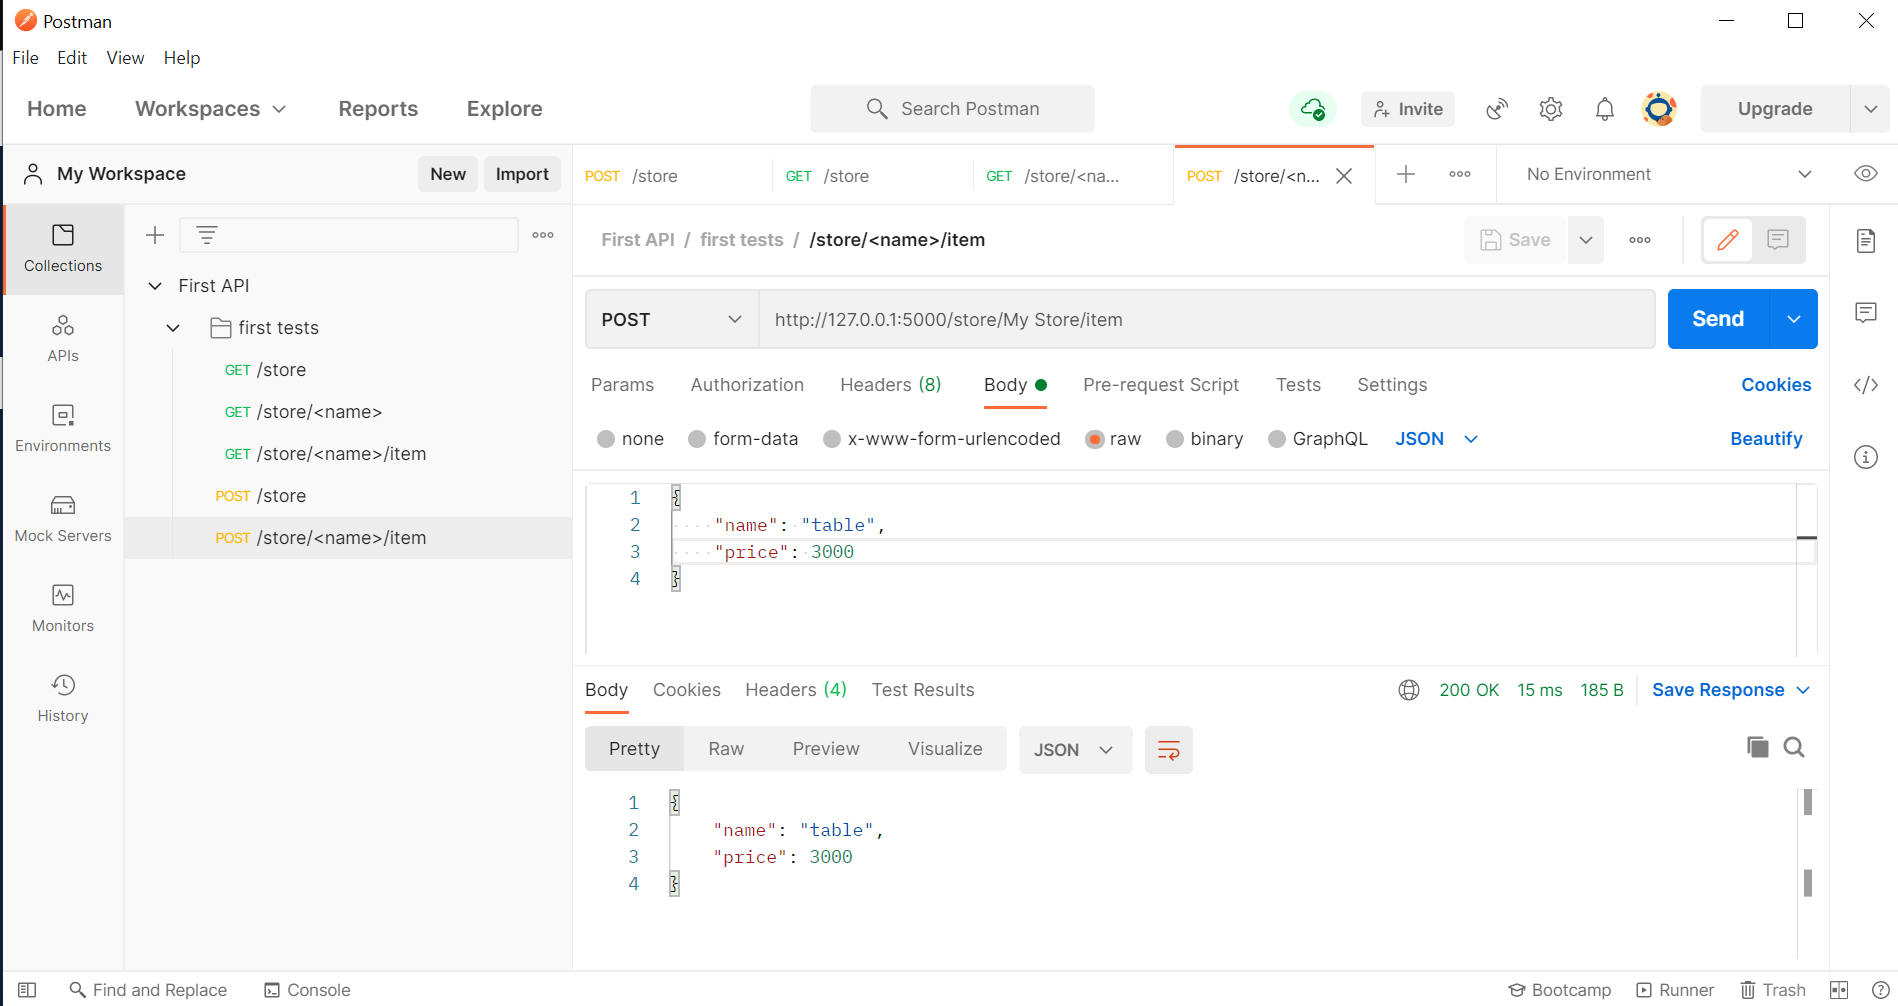 Postman
File Edit View Help
Home Workspaces Reports Explore Search Postman Invite Upgrade
My Workspace New Import POST /store GET /store GET /store/<na... POST /store/<n... No Environment
Collections
APIs
Environments
Mock Servers
Monitors
History
First API
first tests
GET /store
GET /store/<name>
GET /store/<name>/item
POST /store
POST /store/<name>/item
First API / first tests / /store/<name>/item Save
POST http://127.0.0.1:5000/store/My Store/item Send
Params Authorization Headers (8) Body Pre-request Script Tests Settings Cookies
none form-data x-www-form-urlencoded raw binary GraphQL JSON Beautify
1 {
2 "name": "table",
3 "price": 3000
4 }
Body Cookies Headers (4) Test Results 200 OK 15 ms 185 B Save Response
Pretty Raw Preview Visualize JSON
1 {
2 "name": "table",
3 "price": 3000
4 }
Find and Replace Console Bootcamp Runner Trash